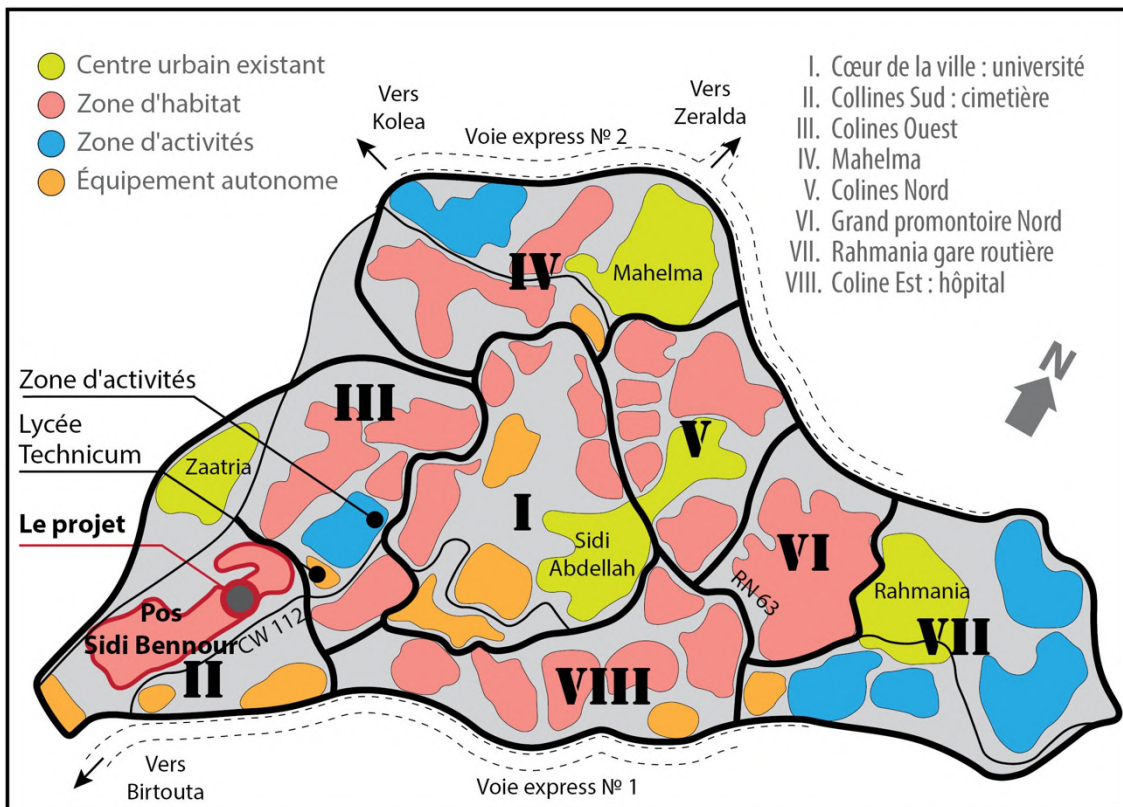 Centre urbain existant
Zone d'habitat
Zone d'activités
Équipement autonome
Vers
Kolea
Voie express № 2
Vers
Zeralda
I. Cœur de la ville : université
II. Collines Sud : cimetière
III. Colines Ouest
IV. Mahelma
V. Colines Nord
VI. Grand promontoire Nord
VII. Rahmania gare routière
VIII. Coline Est : hôpital
N
IV
Mahelma
Zone d'activités
Lycée
Technicum
Le projet
III
Zaatria
V
I
Sidi
Abdellah
VI
RN 63
Rahmania
VII
Pos
Sidi Bennour
CW 112
II
VIII
Vers
Birtouta
Voie express № 1